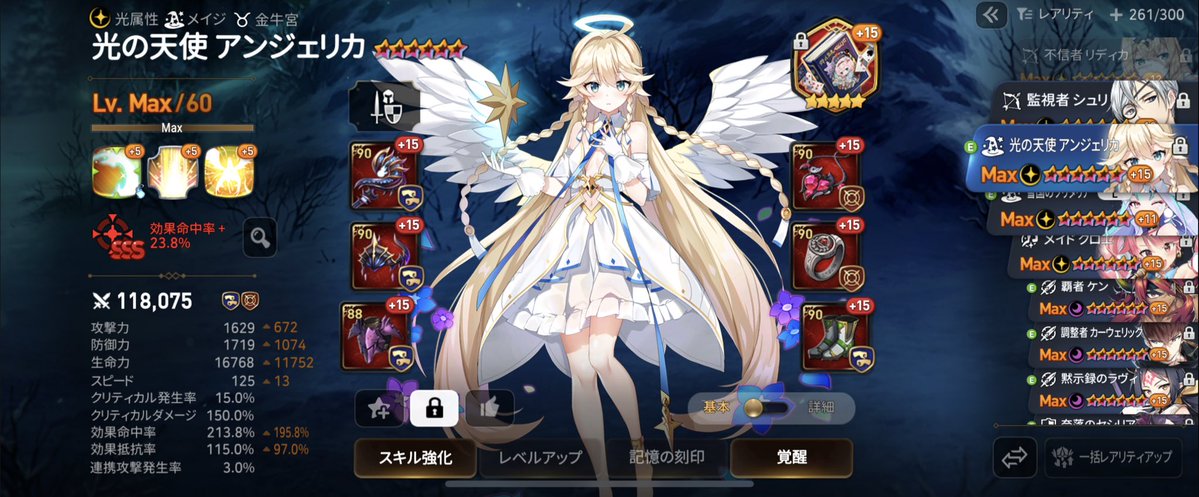 光属性 メイジ 金牛宮
光の天使 アンジェリカ
Lv. Max/60
Max
+5 +5 +5
SSS
効果命中率 +
23.8%
118,075
攻撃力 1629 672
防御力 1719 1074
生命力 16768 11752
スピード 125 13
クリティカル発生率 15.0%
クリティカルダメージ 150.0%
効果命中率 213.8% 195.8%
効果抵抗率 115.0% 97.0%
連携攻撃発生率 3.0%
+15
90 +15
90 +15
90 +15
90 +15
88 +15
90 +15
基本 詳細
スキル強化
レベルアップ
記憶の刻印
覚醒
レアリティ
261/300
不信者 リディカ
監視者 シュリ
E 光の天使 アンジェリカ
Max +15
E
Max +11
メイド クロエ
Max +15
E 覇者 ケン
Max +15
E 調整者 カーウェリック
Max +15
E 黙示録のラヴィ
Max +15
奈落のセシリア
一括レアリティアップ